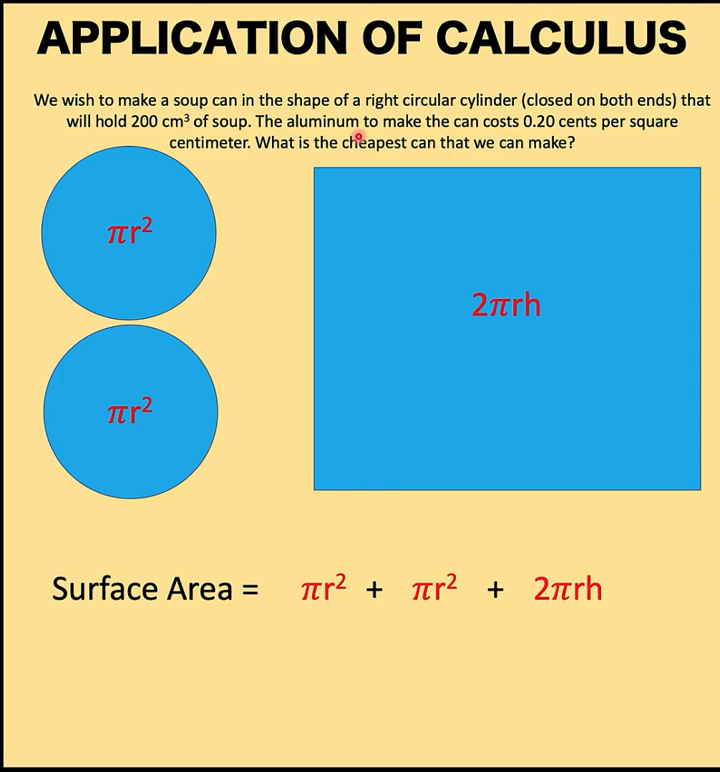 APPLICATION OF CALCULUS
We wish to make a soup can in the shape of a right circular cylinder (closed on both ends) that
will hold 200 cm³ of soup. The aluminum to make the can costs 0.20 cents per square
centimeter. What is the cheapest can that we can make?
πr²
2πrh
πr²
Surface Area = πr² + πr² + 2πrh